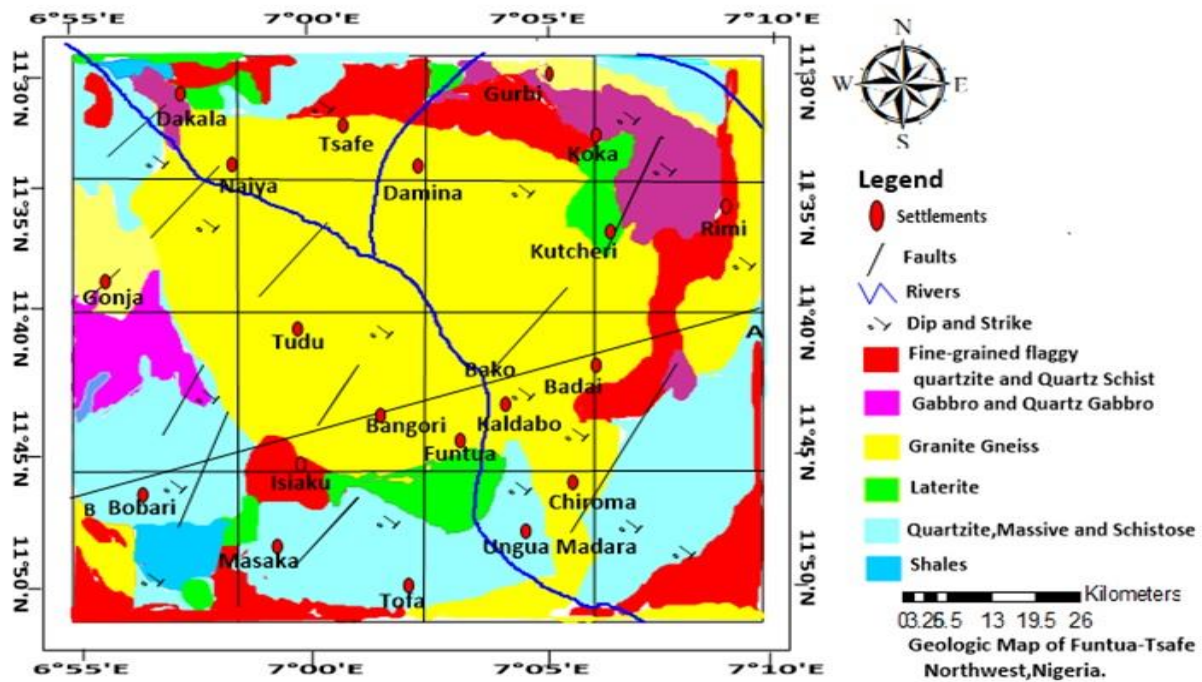 6°55'E 7°00'E 7°05'E 7°10'E
11°30'N 11°35'N 11°40'N 11°45'N 11°50'N
Dakala
Gurbi
Tsafe
Koka
Naiya
Damina
Rimi
Kutcheri
Gonja
Tudu
A
Bako
Badai
Bangori
Kaldabo
Funtua
Isiaku
Chiroma
B
Bobari
Ungua Madara
Masaka
Tofa
11°30'N 11°35'N 11°40'N 11°45'N 11°50'N
6°55'E 7°00'E 7°05'E 7°10'E
N
W E
S
Legend
Settlements
Faults
Rivers
Dip and Strike
Fine-grained flaggy
quartzite and Quartz Schist
Gabbro and Quartz Gabbro
Granite Gneiss
Laterite
Quartzite,Massive and Schistose
Shales
Kilometers
03.256.5 13 19.5 26
Geologic Map of Funtua-Tsafe
Northwest,Nigeria.